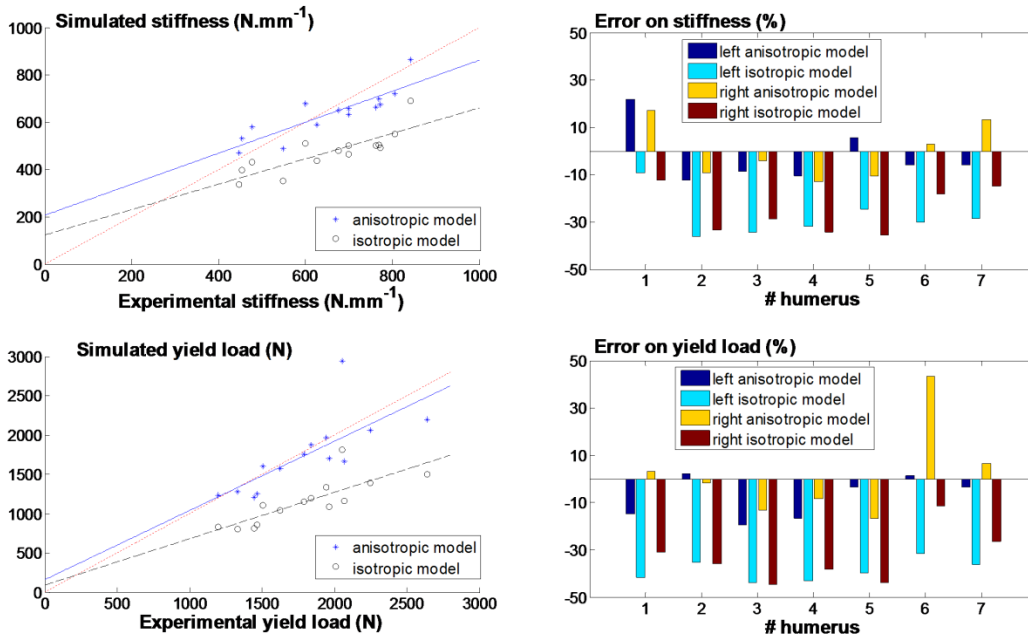 Simulated stiffness (N.mm-1)
1000
800
600
400
200
0
anisotropic model
isotropic model
0 200 400 600 800 1000
Experimental stiffness (N.mm-1)
Error on stiffness (%)
50
30
10
-10
-30
-50
left anisotropic model
left isotropic model
right anisotropic model
right isotropic model
1 2 3 4 5 6 7
# humerus
Simulated yield load (N)
3000
2500
2000
1500
1000
500
0
anisotropic model
isotropic model
0 500 1000 1500 2000 2500 3000
Experimental yield load (N)
Error on yield load (%)
50
30
10
-10
-30
-50
left anisotropic model
left isotropic model
right anisotropic model
right isotropic model
1 2 3 4 5 6 7
# humerus